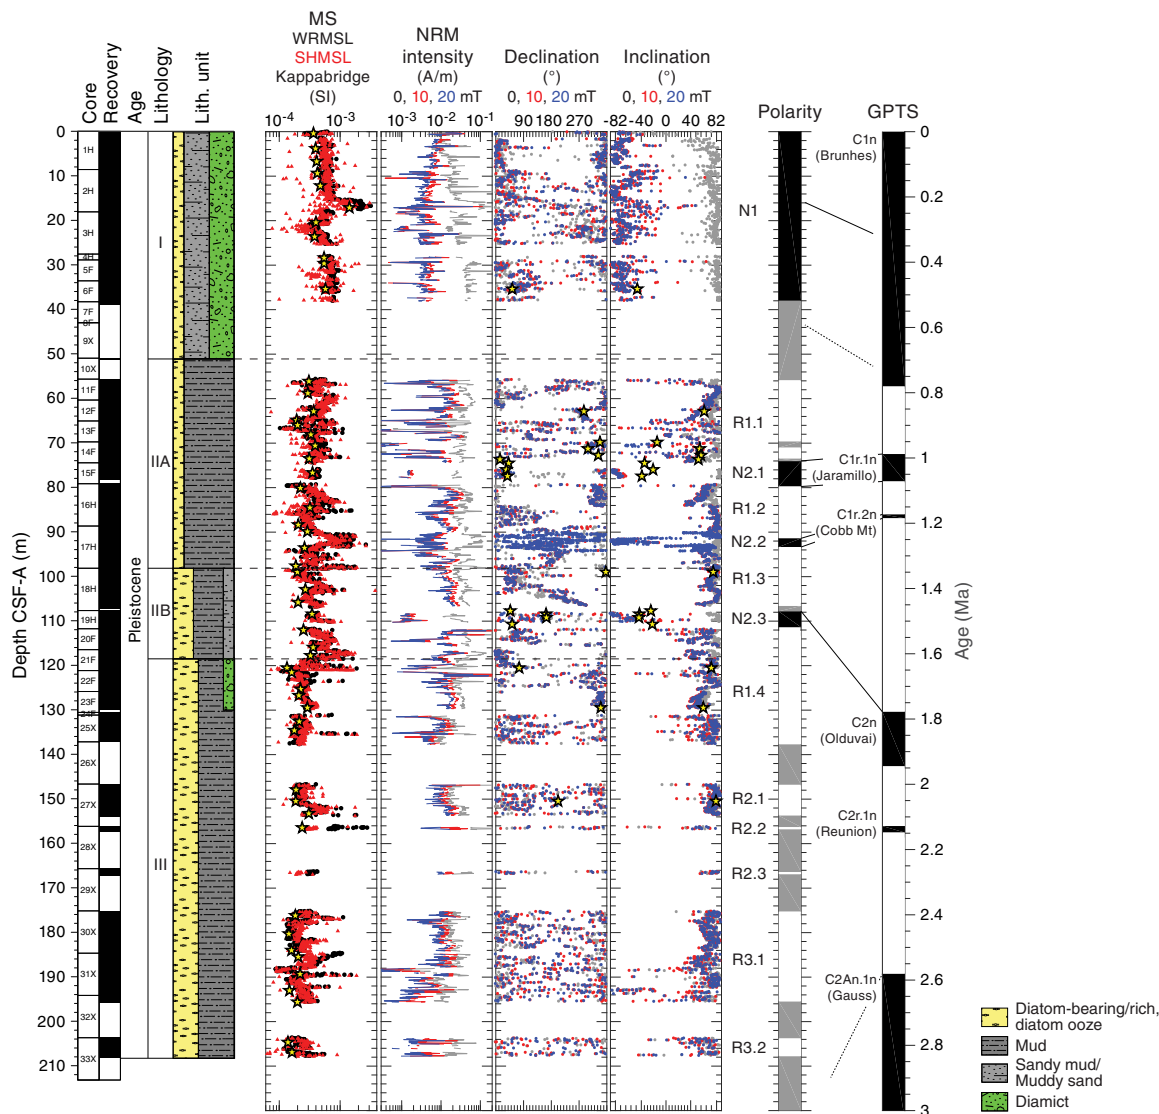 MS
WRMSL
SHMSL
Kappabridge
(SI)
NRM
intensity
(A/m)
0, 10, 20 mT
Declination
(°)
0, 10, 20 mT
Inclination
(°)
0, 10, 20 mT
Core
Recovery
Age
Lithology
Lith. unit
Polarity
GPTS
10-4 10-3
10-3 10-2 10-1
90 180 270
-82 -40 0 40 82
Depth CSF-A (m)
0
10
20
30
40
50
60
70
80
90
100
110
120
130
140
150
160
170
180
190
200
210
1H
2H
3H
4H
5F
6F
7F
8F
9X
10X
11F
12F
13F
14F
15F
16H
17H
18H
19H
20F
21F
22F
23F
24F
25X
26X
27X
28X
29X
30X
31X
32X
33X
Pleistocene
I
IIA
IIB
III
N1
R1.1
N2.1
R1.2
N2.2
R1.3
N2.3
R1.4
R2.1
R2.2
R2.3
R3.1
R3.2
C1n
(Brunhes)
C1r.1n
(Jaramillo)
C1r.2n
(Cobb Mt)
C2n
(Olduvai)
C2r.1n
(Reunion)
C2An.1n
(Gauss)
0
0.2
0.4
0.6
0.8
1
1.2
1.4
1.6
1.8
2
2.2
2.4
2.6
2.8
3
Age (Ma)
Diatom-bearing/rich,
diatom ooze
Mud
Sandy mud/
Muddy sand
Diamict